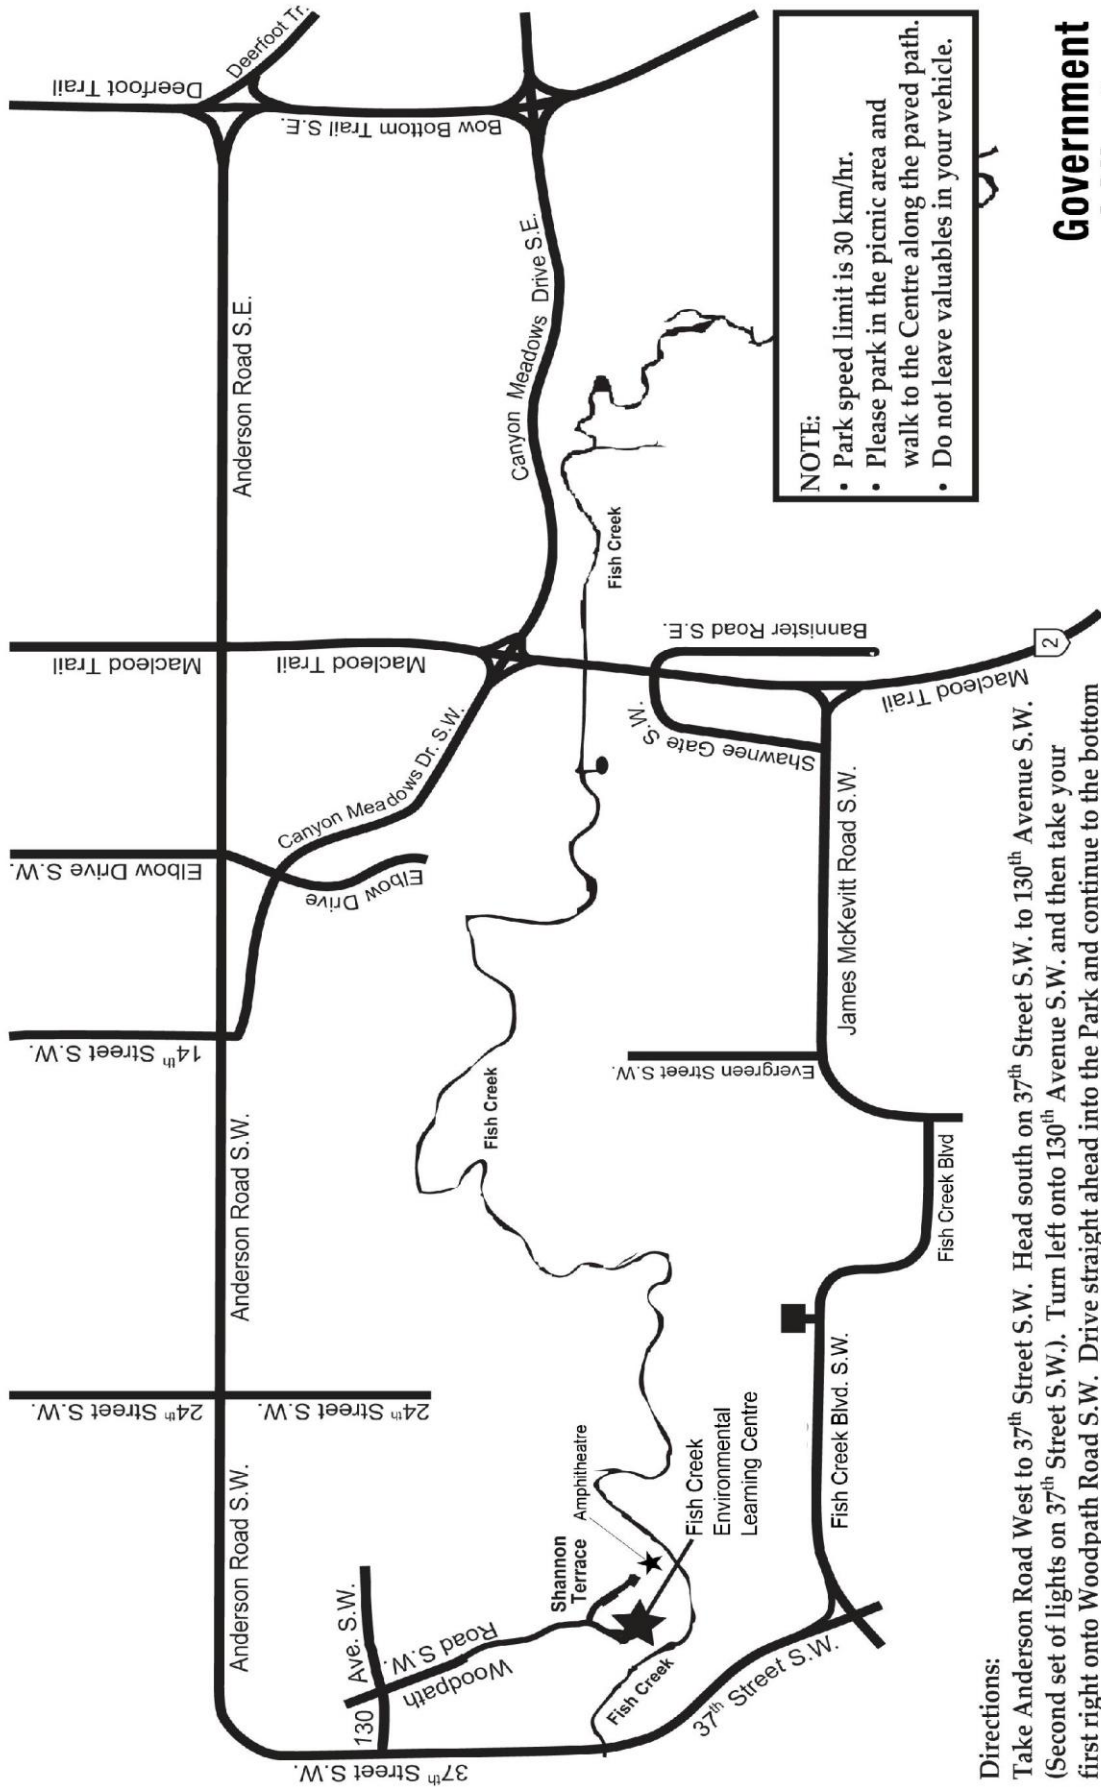 Deerfoot Trail
Deerfoot Tr.
Bow Bottom Trail S.E.
Anderson Road S.E.
Canyon Meadows Drive S.E.
Macleod Trail
Macleod Trail
Canyon Meadows Dr. S.W.
Elbow Drive S.W.
Elbow Drive
14th Street S.W.
Anderson Road S.W.
24th Street S.W.
24th Street S.W.
Anderson Road S.W.
37th Street S.W.
130 Ave. S.W.
Woodpath Road S.W.
Shannon
Terrace
Amphitheatre
Fish Creek
Environmental
Learning Centre
Fish Creek
Fish Creek
Fish Creek
37th Street S.W.
Fish Creek Blvd. S.W.
Fish Creek Blvd
Evergreen Street S.W.
James McKevitt Road S.W.
Shawnee Gate S.W.
Bannister Road S.E.
Macleod Trail
2
NOTE:
• Park speed limit is 30 km/hr.
• Please park in the picnic area and
walk to the Centre along the paved path.
• Do not leave valuables in your vehicle.
Government
Directions:
Take Anderson Road West to 37th Street S.W. Head south on 37th Street S.W. to 130th Avenue S.W.
(Second set of lights on 37th Street S.W.). Turn left onto 130th Avenue S.W. and then take your
first right onto Woodpath Road S.W. Drive straight ahead into the Park and continue to the bottom